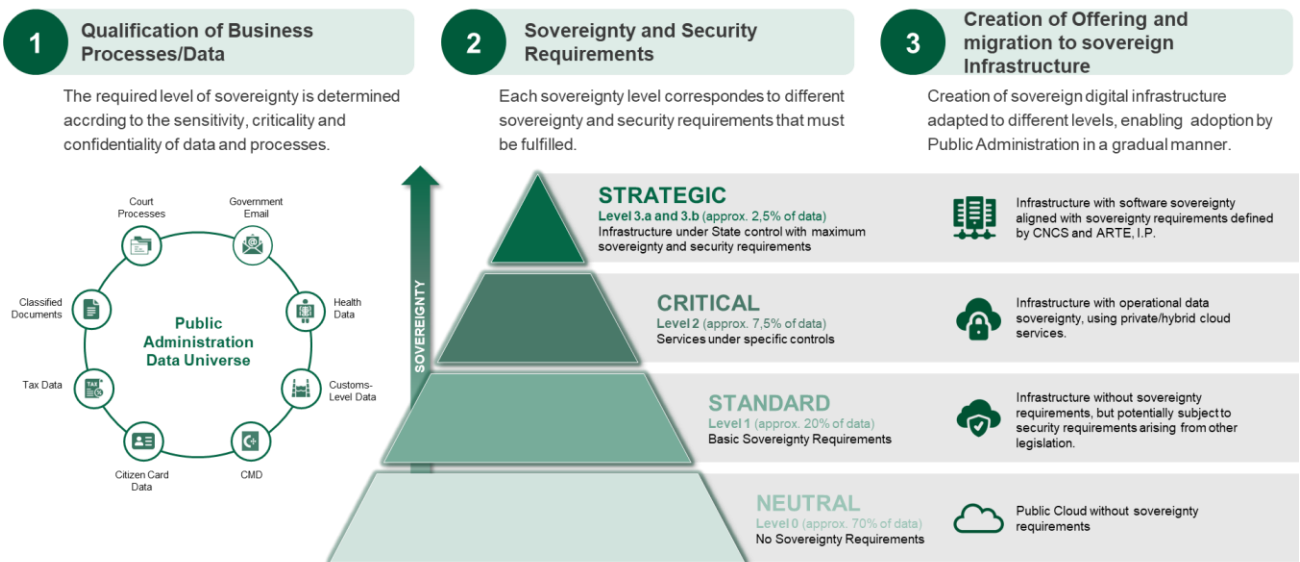 1
Qualification of Business
Processes/Data
The required level of sovereignty is determined
accrding to the sensitivity, criticality and
confidentiality of data and processes.
Court
Processes
Government
Email
Classified
Documents
Health
Data
Public
Administration
Data Universe
Tax Data
TAX
Customs-
Level Data
Citizen Card
Data
CMD
2
Sovereignty and Security
Requirements
Each sovereignty level correspondes to different
sovereignty and security requirements that must
be fulfilled.
SOVEREIGNTY
STRATEGIC
Level 3.a and 3.b (approx. 2,5% of data)
Infrastructure under State control with maximum
sovereignty and security requirements
CRITICAL
Level 2 (approx. 7,5% of data)
Services under specific controls
STANDARD
Level 1 (approx. 20% of data)
Basic Sovereignty Requirements
NEUTRAL
Level 0 (approx. 70% of data)
No Sovereignty Requirements
3
Creation of Offering and
migration to sovereign
Infrastructure
Creation of sovereign digital infrastructure
adapted to different levels, enabling adoption by
Public Administration in a gradual manner.
Infrastructure with software sovereignty
aligned with sovereignty requirements defined
by CNCS and ARTE, I.P.
Infrastructure with operational data
sovereignty, using private/hybrid cloud
services.
Infrastructure without sovereignty
requirements, but potentially subject to
security requirements arising from other
legislation.
Public Cloud without sovereignty
requirements